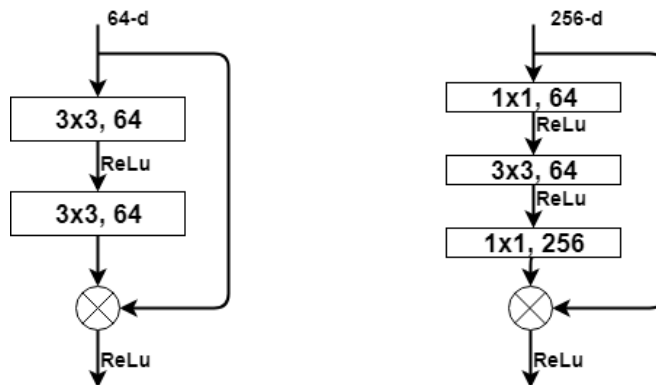 64-d
3x3, 64
ReLu
3x3, 64
ReLu
256-d
1x1, 64
ReLu
3x3, 64
ReLu
1x1, 256
ReLu